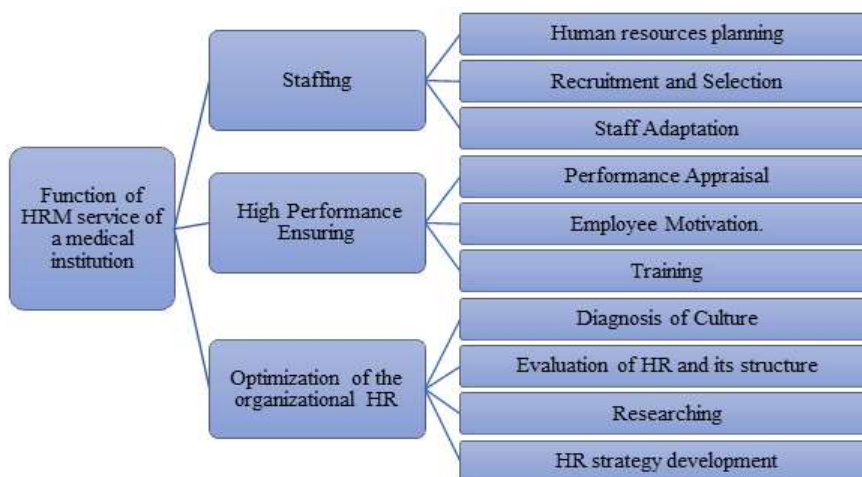 Function of
HRM service of
a medical
institution
Staffing
Human resources planning
Recruitment and Selection
Staff Adaptation
High Performance
Ensuring
Performance Appraisal
Employee Motivation.
Training
Optimization of the
organizational HR
Diagnosis of Culture
Evaluation of HR and its structure
Researching
HR strategy development